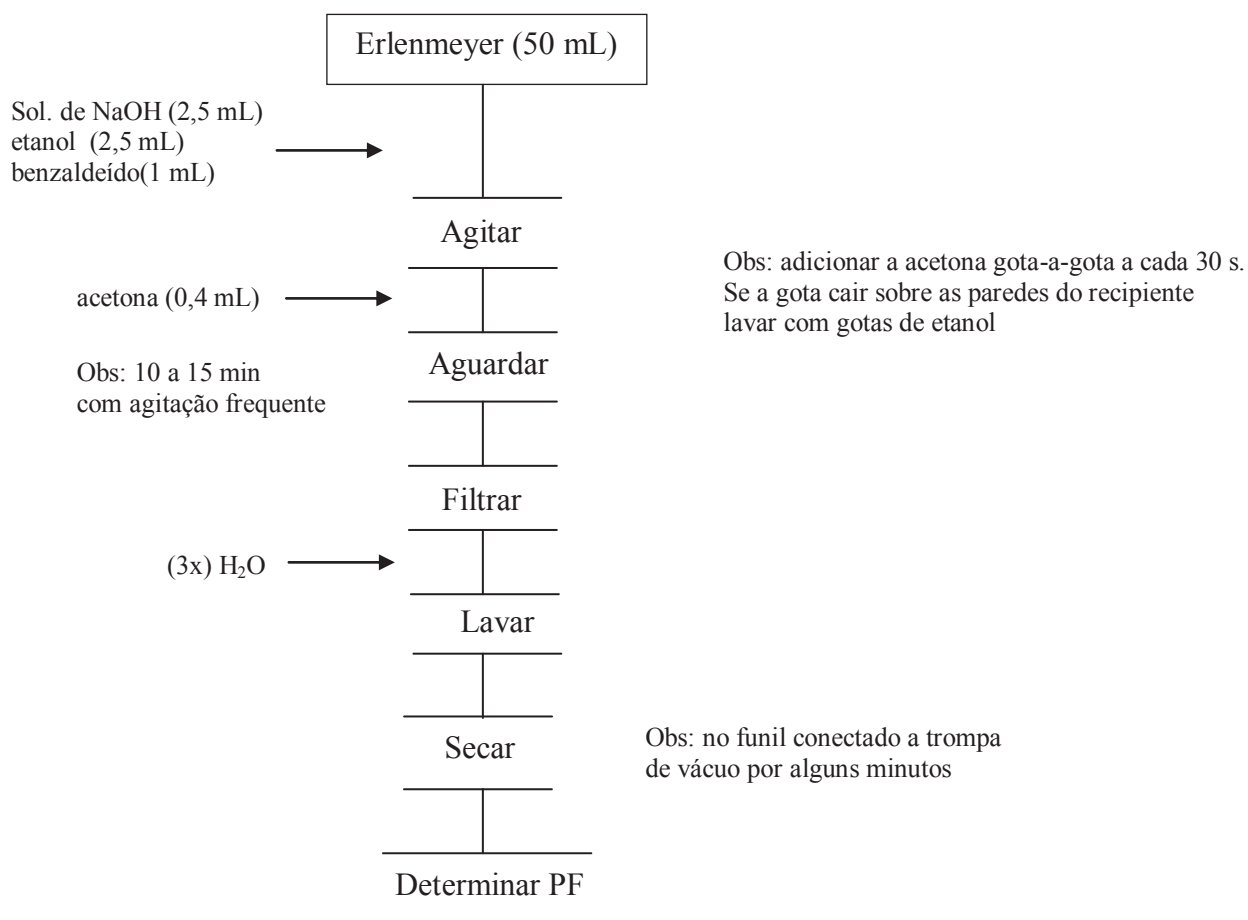 Erlenmeyer (50 mL)
Sol. de NaOH (2,5 mL)
etanol (2,5 mL)
benzaldeído(1 mL)
Agitar
acetona (0,4 mL)
Obs: adicionar a acetona gota-a-gota a cada 30 s.
Se a gota cair sobre as paredes do recipiente
lavar com gotas de etanol
Aguardar
Obs: 10 a 15 min
com agitação frequente
Filtrar
(3x) H₂O
Lavar
Secar
Obs: no funil conectado a trompa
de vácuo por alguns minutos
Determinar PF